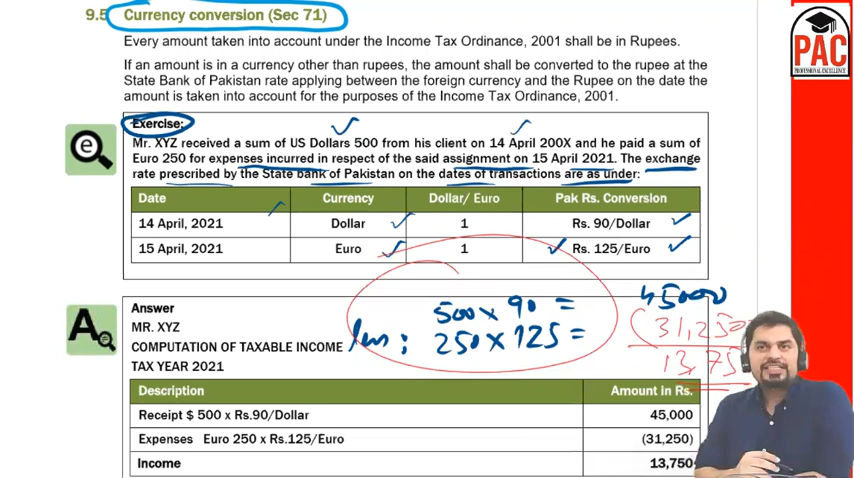 9.5 Currency conversion (Sec 71)
PAC
PROFESSIONAL EXCELLENCE
Every amount taken into account under the Income Tax Ordinance, 2001 shall be in Rupees.
If an amount is in a currency other than rupees, the amount shall be converted to the rupee at the
State Bank of Pakistan rate applying between the foreign currency and the Rupee on the date the
amount is taken into account for the purposes of the Income Tax Ordinance, 2001.
Exercise:
Mr. XYZ received a sum of US Dollars 500 from his client on 14 April 200X and he paid a sum of
Euro 250 for expenses incurred in respect of the said assignment on 15 April 2021. The exchange
rate prescribed by the State bank of Pakistan on the dates of transactions are as under:
Date Currency Dollar/ Euro Pak Rs. Conversion
14 April, 2021 Dollar 1 Rs. 90/Dollar
15 April, 2021 Euro 1 Rs. 125/Euro
500 x 90 = 45000
250 x 125 = (31,250
13,75
Answer
MR. XYZ
COMPUTATION OF TAXABLE INCOME
TAX YEAR 2021
Description Amount in Rs.
Receipt $ 500 x Rs.90/Dollar 45,000
Expenses Euro 250 x Rs.125/Euro (31,250)
Income 13,750